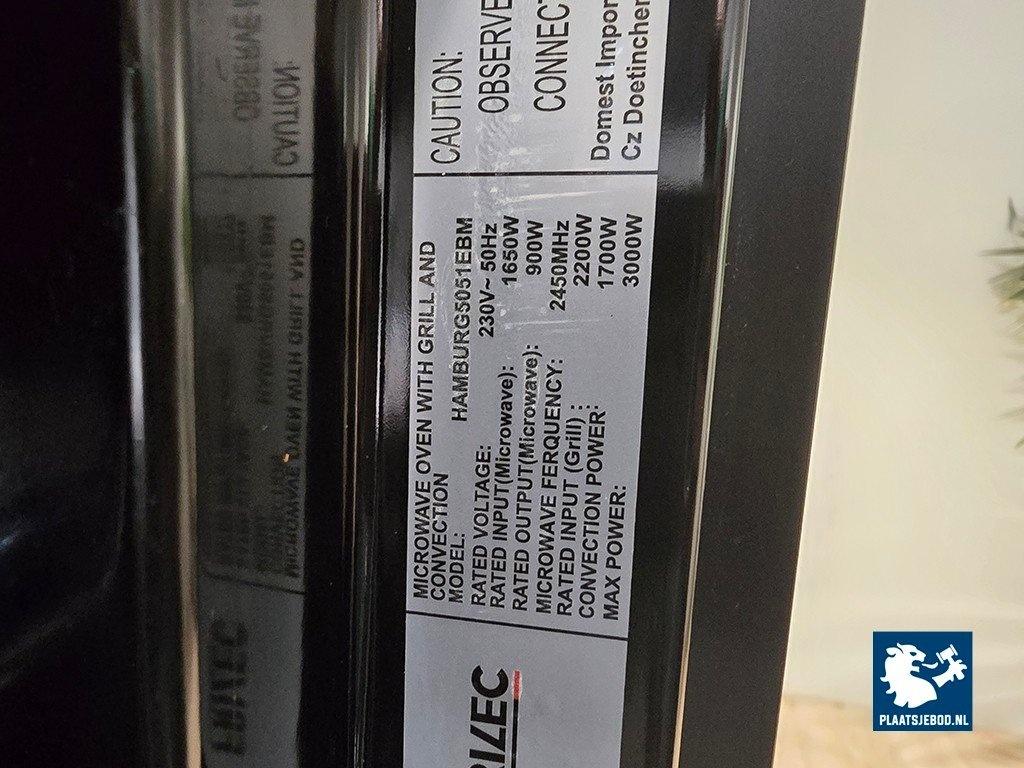 RIZEC
MICROWAVE OVEN WITH GRILL AND
CONVECTION
MODEL: HAMBURG5051EBM
RATED VOLTAGE: 230V~ 50Hz
RATED INPUT(Microwave): 1650W
RATED OUTPUT(Microwave): 900W
MICROWAVE FERQUENCY: 2450MHz
RATED INPUT (Grill) : 2200W
CONVECTION POWER: 1700W
MAX POWER: 3000W
CAUTION:
OBSERVE
CONNECT
Domest Impor
Cz Doetinchen
PLAATSJEBOD.NL